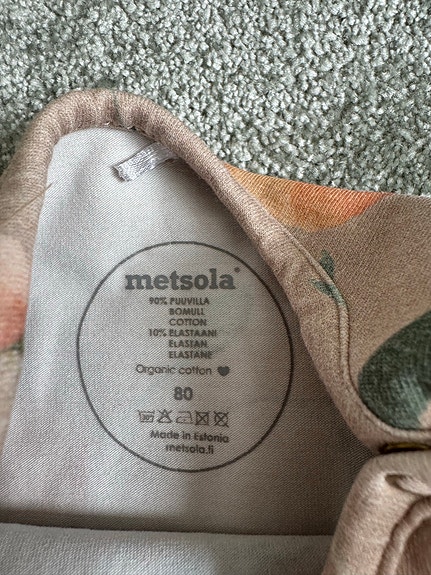 metsola®
90% PUUVILLA
BOMULL
COTTON
10% ELASTAANI
ELASTAN
ELASTANE
Organic cotton
80
Made in Estonia
metsola.fi